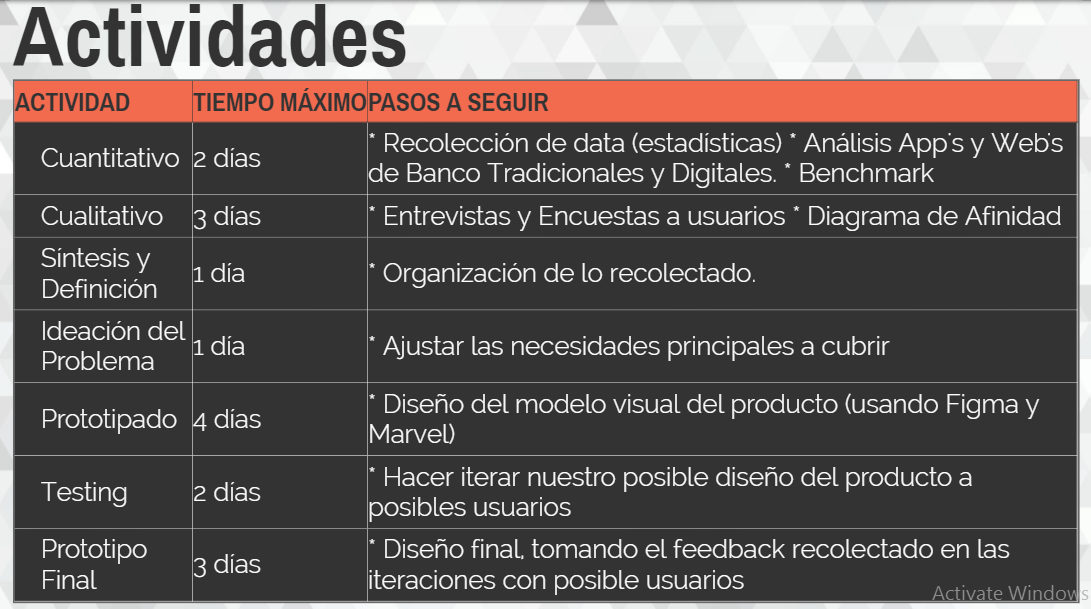 Actividades
ACTIVIDAD TIEMPO MÁXIMO PASOS A SEGUIR
Cuantitativo 2 días * Recolección de data (estadísticas) * Análisis App's y Web's
de Banco Tradicionales y Digitales. * Benchmark
Cualitativo 3 días * Entrevistas y Encuestas a usuarios * Diagrama de Afinidad
Síntesis y
Definición 1 día * Organización de lo recolectado.
Ideación del
Problema 1 día * Ajustar las necesidades principales a cubrir
Prototipado 4 días * Diseño del modelo visual del producto (usando Figma y
Marvel)
Testing 2 días * Hacer iterar nuestro posible diseño del producto a
posibles usuarios
Prototipo
Final 3 días * Diseño final, tomando el feedback recolectado en las
iteraciones con posible usuarios
Activate Windows